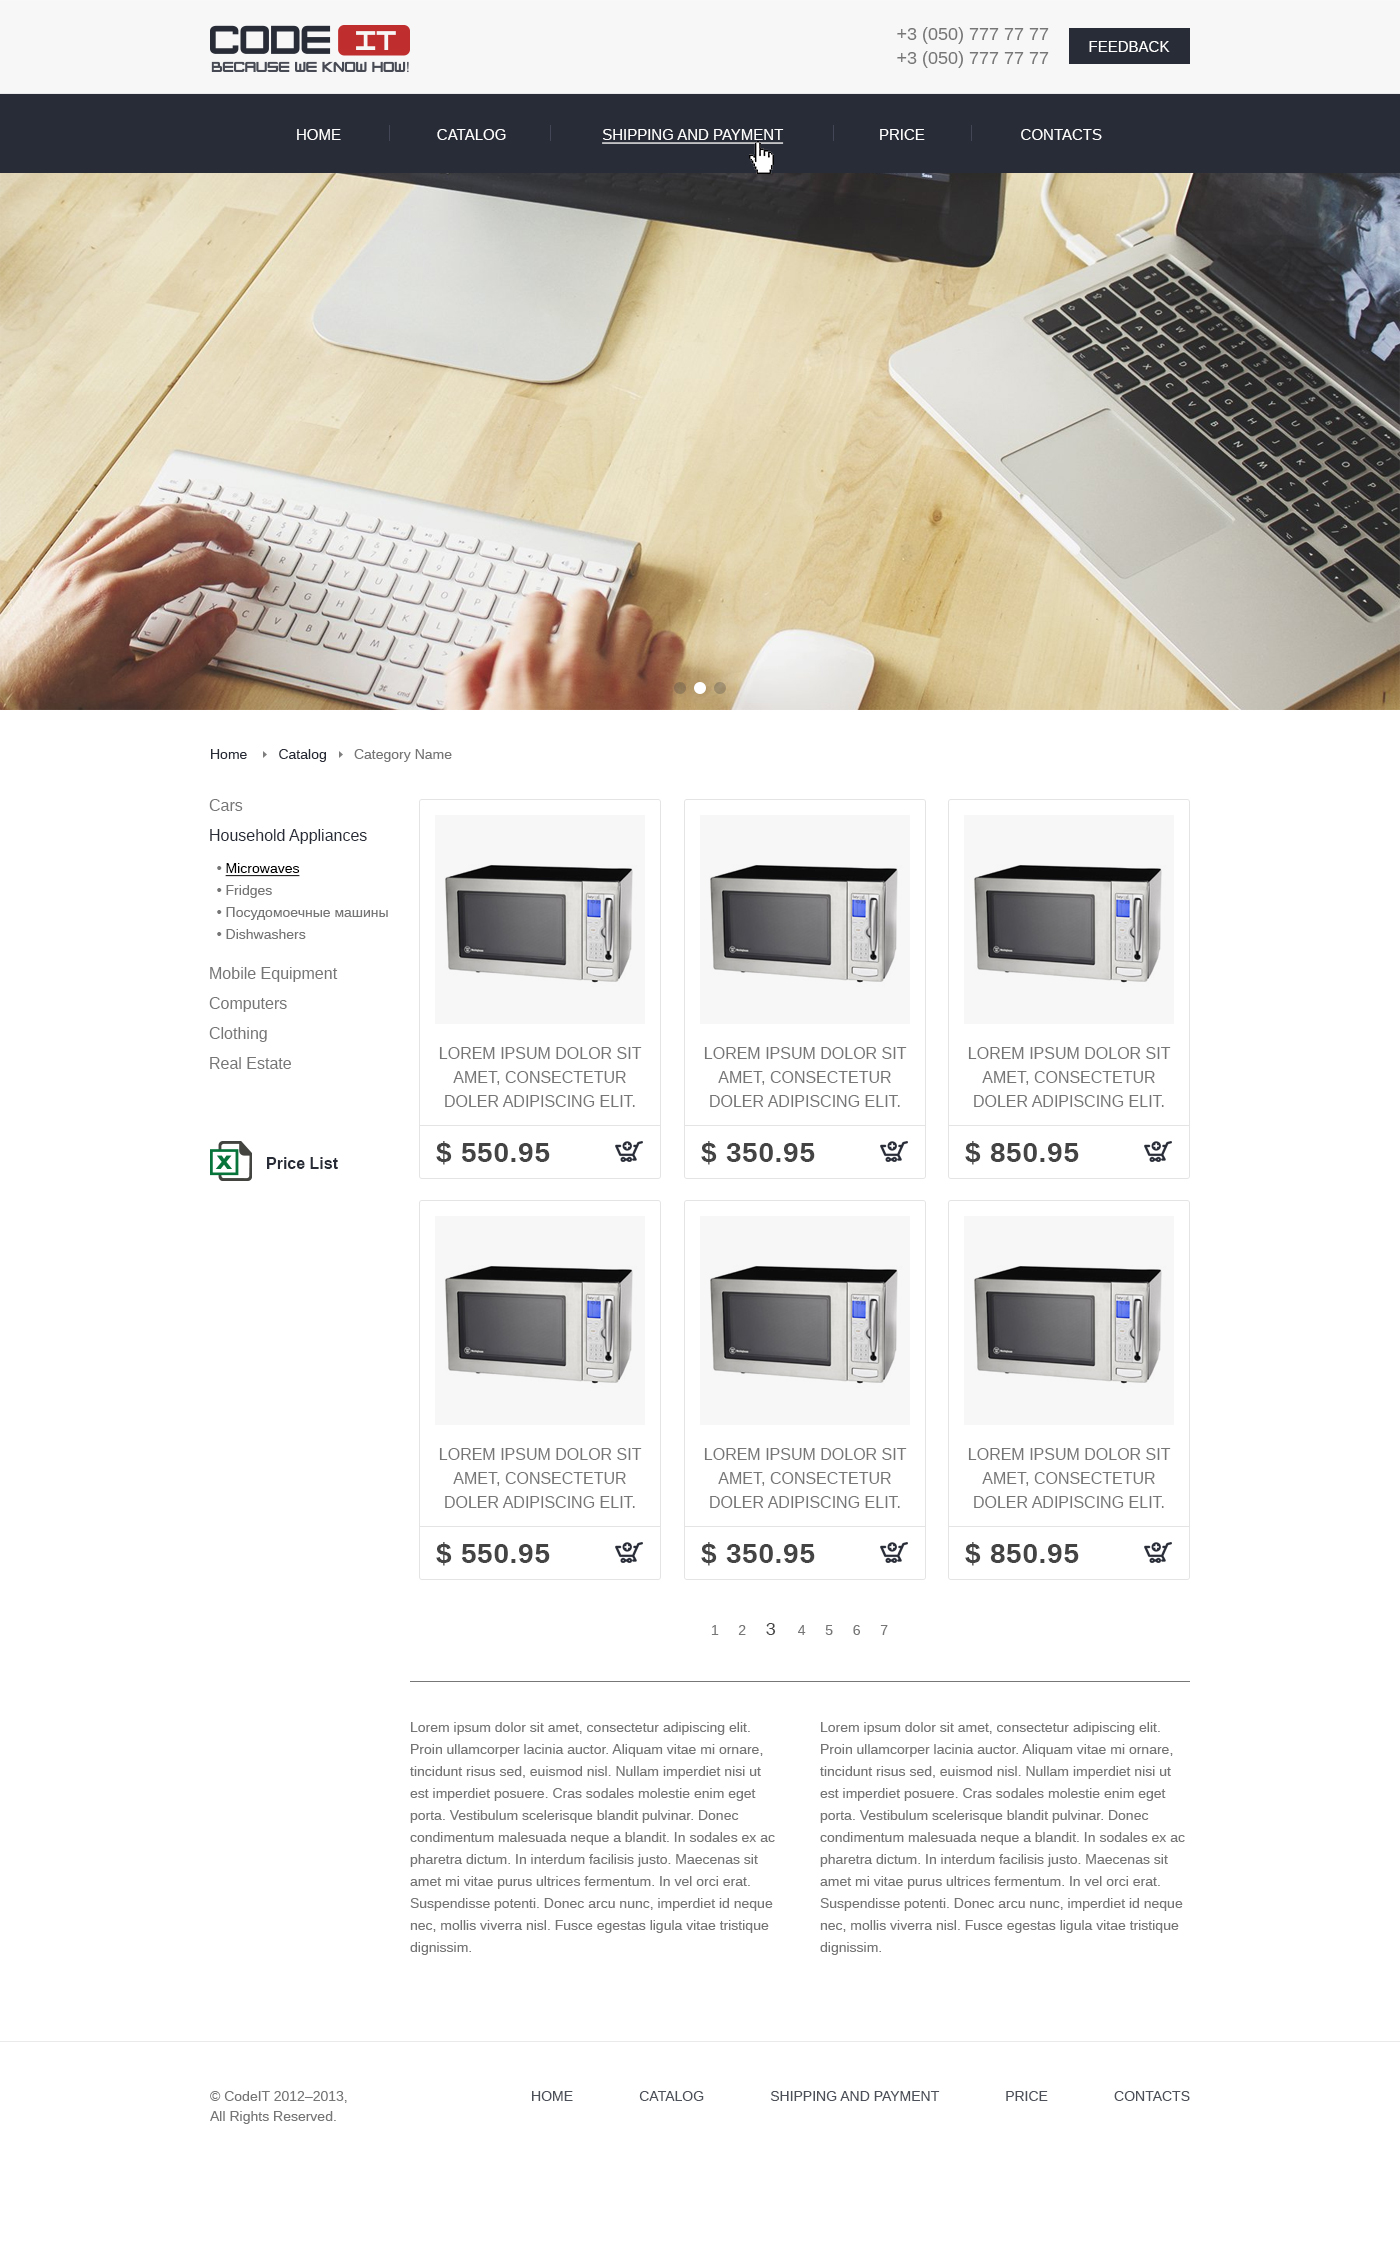 CODE IT
BECAUSE WE KNOW HOW!
+3 (050) 777 77 77
+3 (050) 777 77 77
FEEDBACK
HOME
CATALOG
SHIPPING AND PAYMENT
PRICE
CONTACTS
Home
Catalog
Category Name
Cars
Household Appliances
• Microwaves
• Fridges
• Посудомоечные машины
• Dishwashers
Mobile Equipment
Computers
Clothing
Real Estate
Price List
LOREM IPSUM DOLOR SIT
AMET, CONSECTETUR
DOLER ADIPISCING ELIT.
$ 550.95
LOREM IPSUM DOLOR SIT
AMET, CONSECTETUR
DOLER ADIPISCING ELIT.
$ 350.95
LOREM IPSUM DOLOR SIT
AMET, CONSECTETUR
DOLER ADIPISCING ELIT.
$ 850.95
LOREM IPSUM DOLOR SIT
AMET, CONSECTETUR
DOLER ADIPISCING ELIT.
$ 550.95
LOREM IPSUM DOLOR SIT
AMET, CONSECTETUR
DOLER ADIPISCING ELIT.
$ 350.95
LOREM IPSUM DOLOR SIT
AMET, CONSECTETUR
DOLER ADIPISCING ELIT.
$ 850.95
1 2 3 4 5 6 7
Lorem ipsum dolor sit amet, consectetur adipiscing elit.
Proin ullamcorper lacinia auctor. Aliquam vitae mi ornare,
tincidunt risus sed, euismod nisl. Nullam imperdiet nisi ut
est imperdiet posuere. Cras sodales molestie enim eget
porta. Vestibulum scelerisque blandit pulvinar. Donec
condimentum malesuada neque a blandit. In sodales ex ac
pharetra dictum. In interdum facilisis justo. Maecenas sit
amet mi vitae purus ultrices fermentum. In vel orci erat.
Suspendisse potenti. Donec arcu nunc, imperdiet id neque
nec, mollis viverra nisl. Fusce egestas ligula vitae tristique
dignissim.
Lorem ipsum dolor sit amet, consectetur adipiscing elit.
Proin ullamcorper lacinia auctor. Aliquam vitae mi ornare,
tincidunt risus sed, euismod nisl. Nullam imperdiet nisi ut
est imperdiet posuere. Cras sodales molestie enim eget
porta. Vestibulum scelerisque blandit pulvinar. Donec
condimentum malesuada neque a blandit. In sodales ex ac
pharetra dictum. In interdum facilisis justo. Maecenas sit
amet mi vitae purus ultrices fermentum. In vel orci erat.
Suspendisse potenti. Donec arcu nunc, imperdiet id neque
nec, mollis viverra nisl. Fusce egestas ligula vitae tristique
dignissim.
© CodeIT 2012–2013,
All Rights Reserved.
HOME
CATALOG
SHIPPING AND PAYMENT
PRICE
CONTACTS